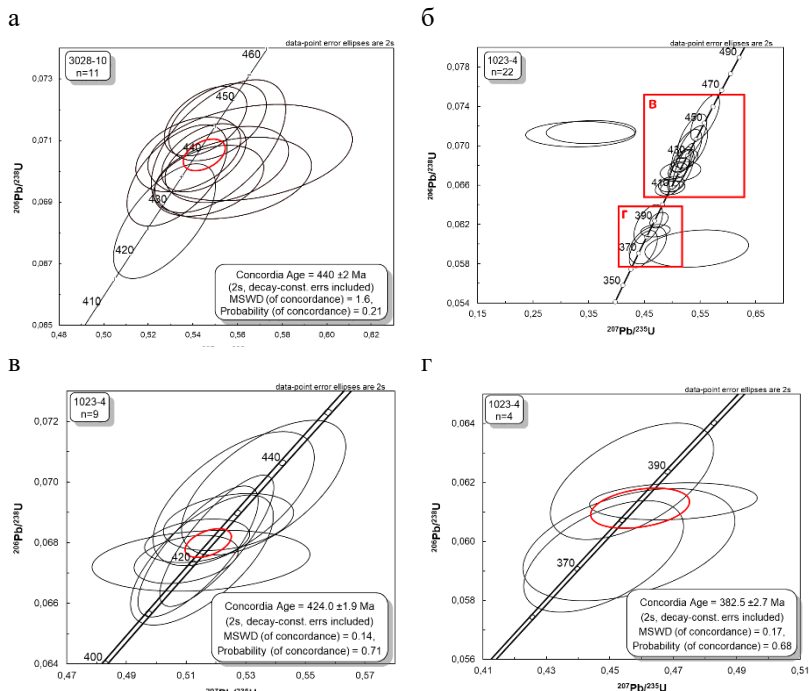 а
data-point error ellipses are 2s
3028-10
n=11
460
450
440
430
420
410
0,073
0,071
0,069
0,067
0,085
0,48
0,50
0,52
0,54
0,56
0,58
0,60
0,62
²⁰⁶Pb/²³⁸U
Concordia Age = 440 ±2 Ma
(2s, decay-const. errs included)
MSWD (of concordance) = 1.6,
Probability (of concordance) = 0.21
б
data-point error ellipses are 2s
1023-4
n=22
490
470
450
430
410
390
370
350
в
г
0,078
0,074
0,070
0,066
0,062
0,058
0,054
0,15
0,25
0,35
0,45
0,55
0,65
²⁰⁶Pb/²³⁸U
²⁰⁷Pb/²³⁵U
в
data-point error ellipses are 2s
1023-4
n=9
440
420
400
0,072
0,070
0,068
0,066
0,064
0,47
0,49
0,51
0,53
0,55
0,57
²⁰⁶Pb/²³⁸U
Concordia Age = 424.0 ±1.9 Ma
(2s, decay-const. errs included)
MSWD (of concordance) = 0.14,
Probability (of concordance) = 0.71
²⁰⁷Pb/²³⁵U
г
data-point error ellipses are 2s
1023-4
n=4
390
370
0,064
0,062
0,060
0,058
0,056
0,41
0,43
0,45
0,47
0,49
0,51
²⁰⁶Pb/²³⁸U
Concordia Age = 382.5 ±2.7 Ma
(2s, decay-const. errs included)
MSWD (of concordance) = 0.17,
Probability (of concordance) = 0.68
²⁰⁷Pb/²³⁵U